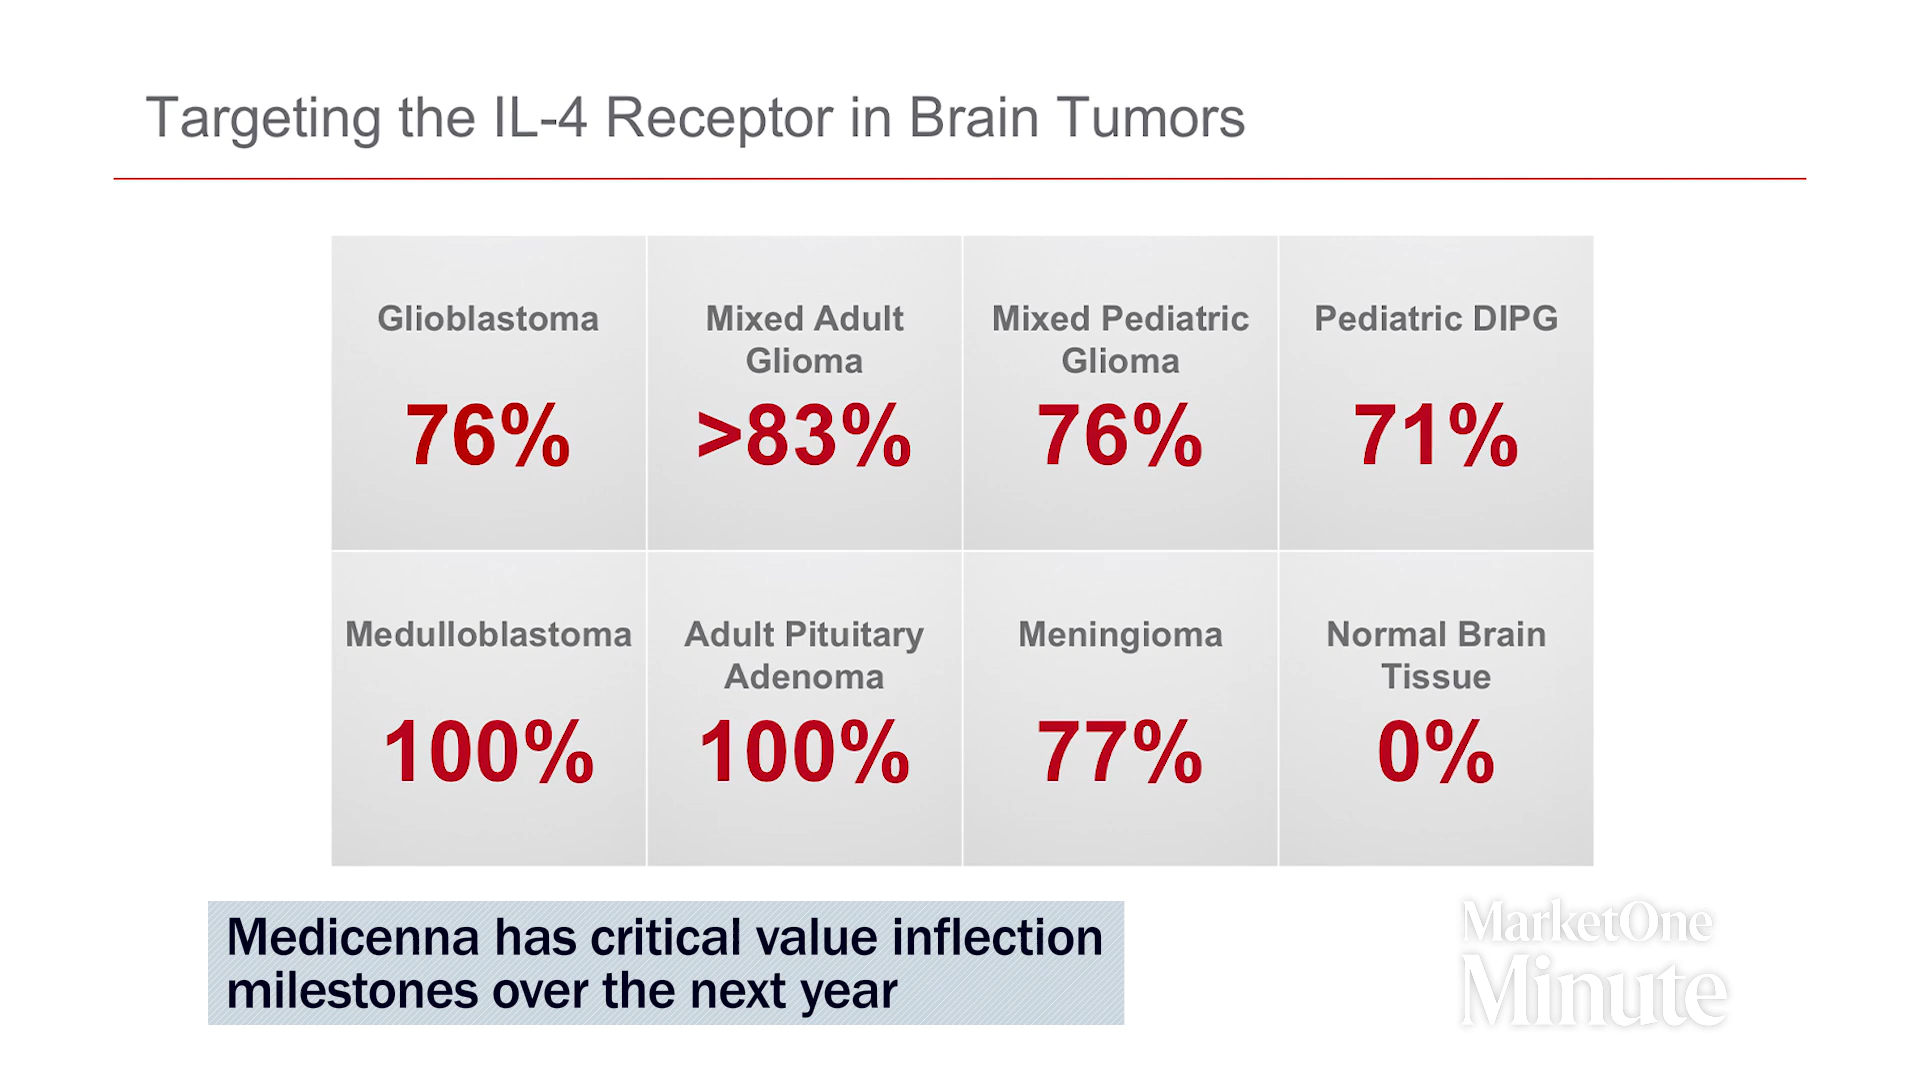 Targeting the IL-4 Receptor in Brain Tumors
Glioblastoma
76%
Mixed Adult
Glioma
>83%
Mixed Pediatric
Glioma
76%
Pediatric DIPG
71%
Medulloblastoma
100%
Adult Pituitary
Adenoma
100%
Meningioma
77%
Normal Brain
Tissue
0%
Medicenna has critical value inflection
milestones over the next year
MarketOne
Minute